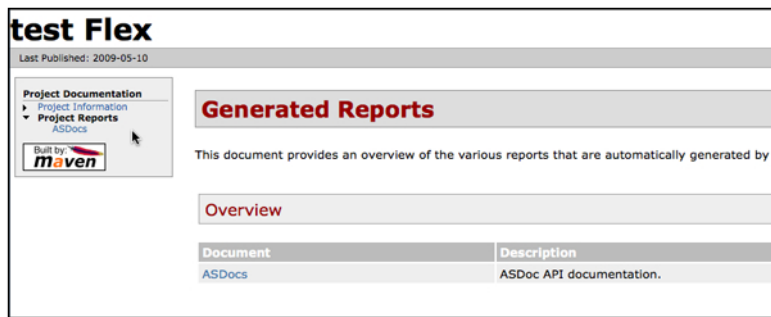 test Flex
Last Published: 2009-05-10
Project Documentation
Project Information
Project Reports
ASDocs
Built by:
maven
Generated Reports
This document provides an overview of the various reports that are automatically generated by
Overview
Document Description
ASDocs ASDoc API documentation.